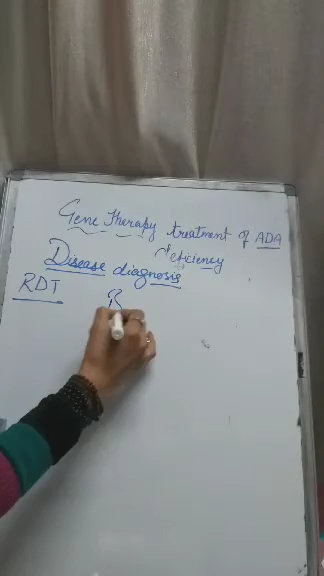 Gene Therapy treatment of ADA
deficiency
Disease diagnosis
RDT